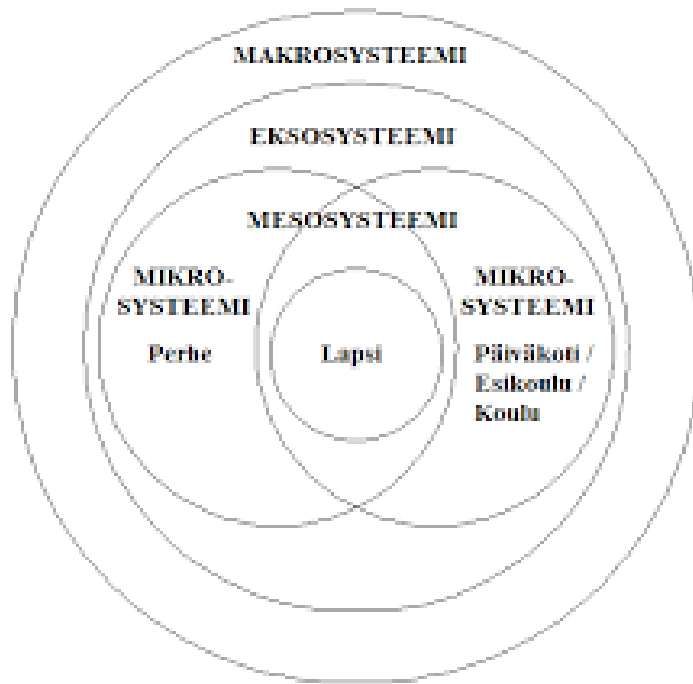 MAKROSYSTEEMI
EKSOSYSTEEMI
MESOSYSTEEMI
MIKRO-
SYSTEEMI
Perhe
Lapsi
MIKRO-
SYSTEEMI
Päiväkoti /
Esikoulu /
Koulu